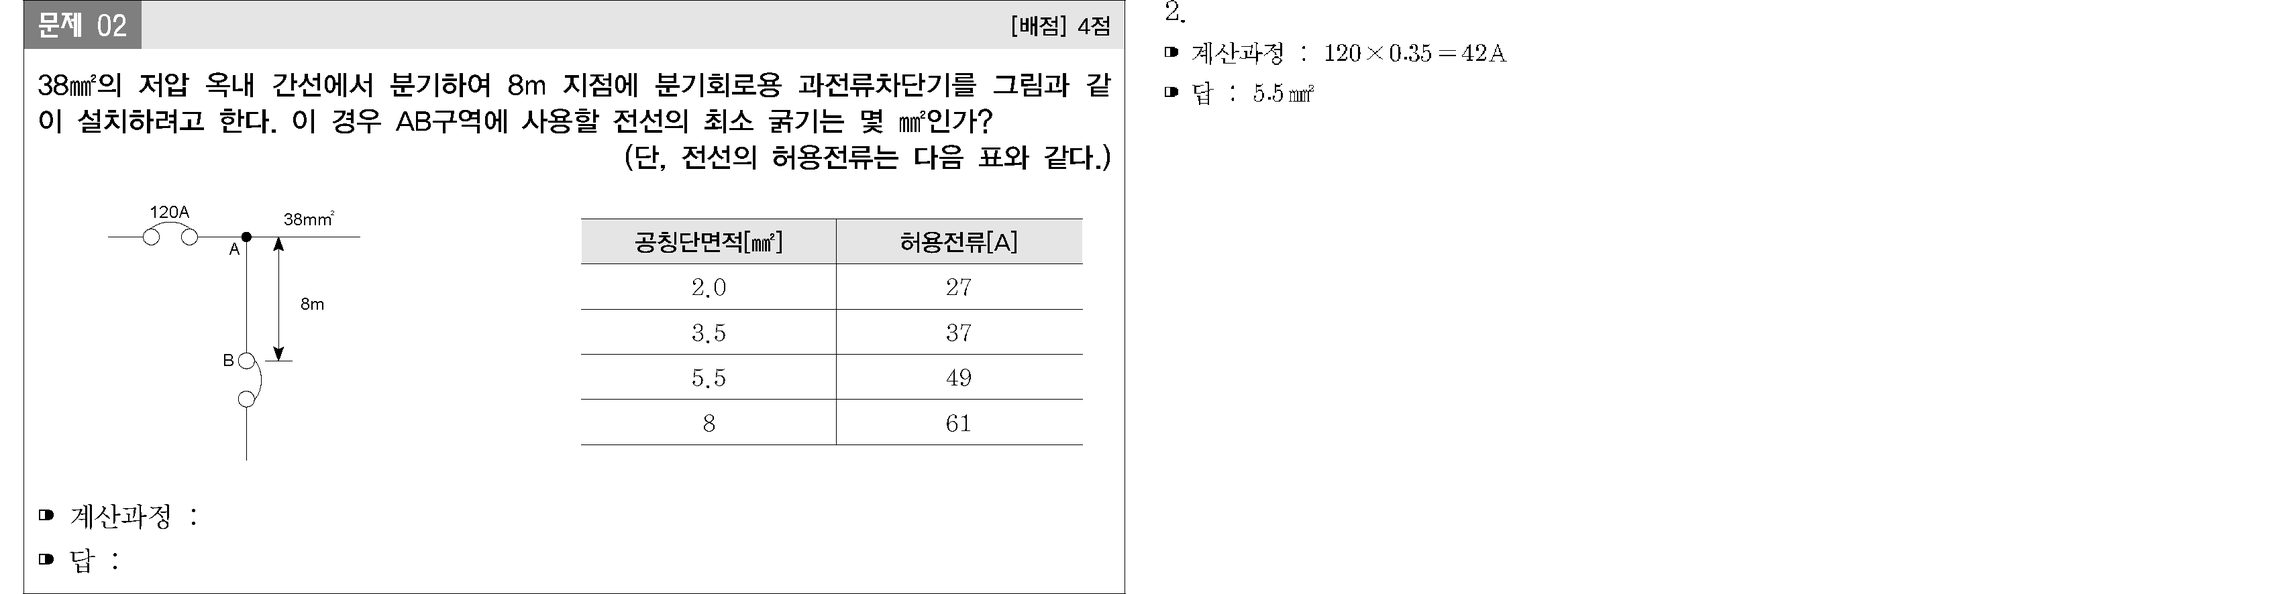 문제 02 [배점] 4점
38㎟의 저압 옥내 간선에서 분기하여 8m 지점에 분기회로용 과전류차단기를 그림과 같
이 설치하려고 한다. 이 경우 AB구역에 사용할 전선의 최소 굵기는 몇 ㎟인가?
(단, 전선의 허용전류는 다음 표와 같다.)
120A
38mm²
A
8m
B
공칭단면적[㎟] 허용전류[A]
2.0 27
3.5 37
5.5 49
8 61
계산과정 :
답 :
2.
계산과정 : 120×0.35=42A
답 : 5.5㎟